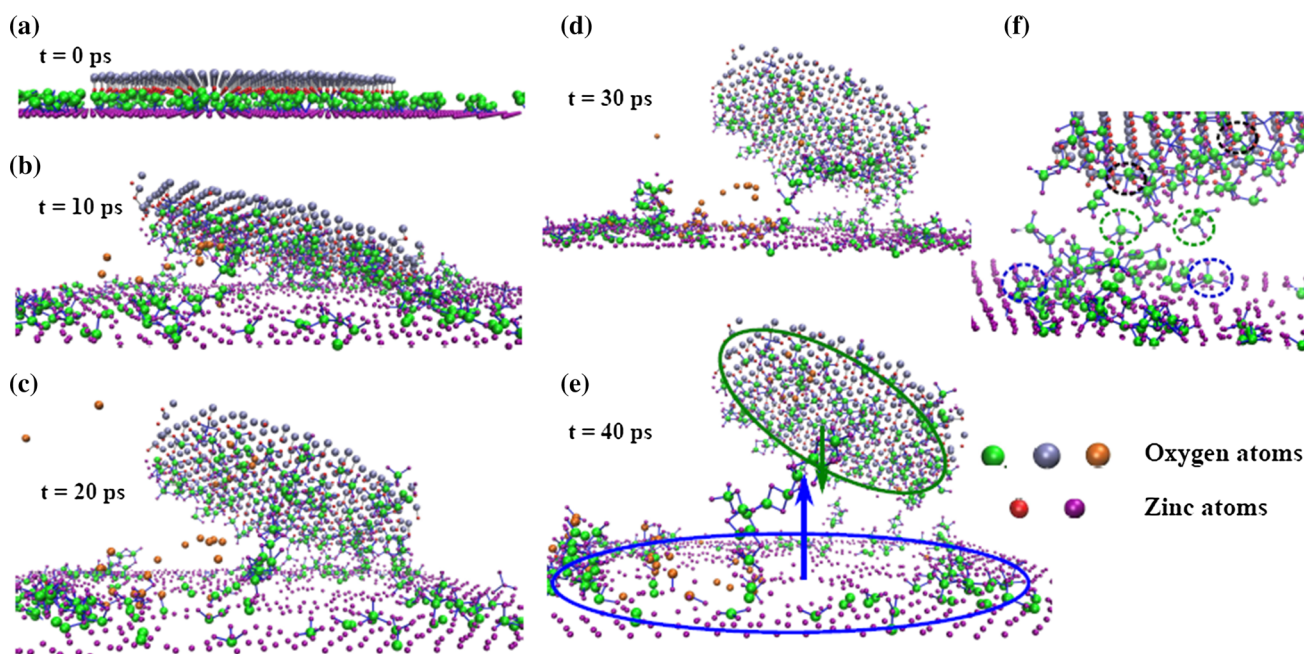 (a)
t = 0 ps
(b)
t = 10 ps
(c)
t = 20 ps
(d)
t = 30 ps
(e)
t = 40 ps
(f)
Oxygen atoms
Zinc atoms